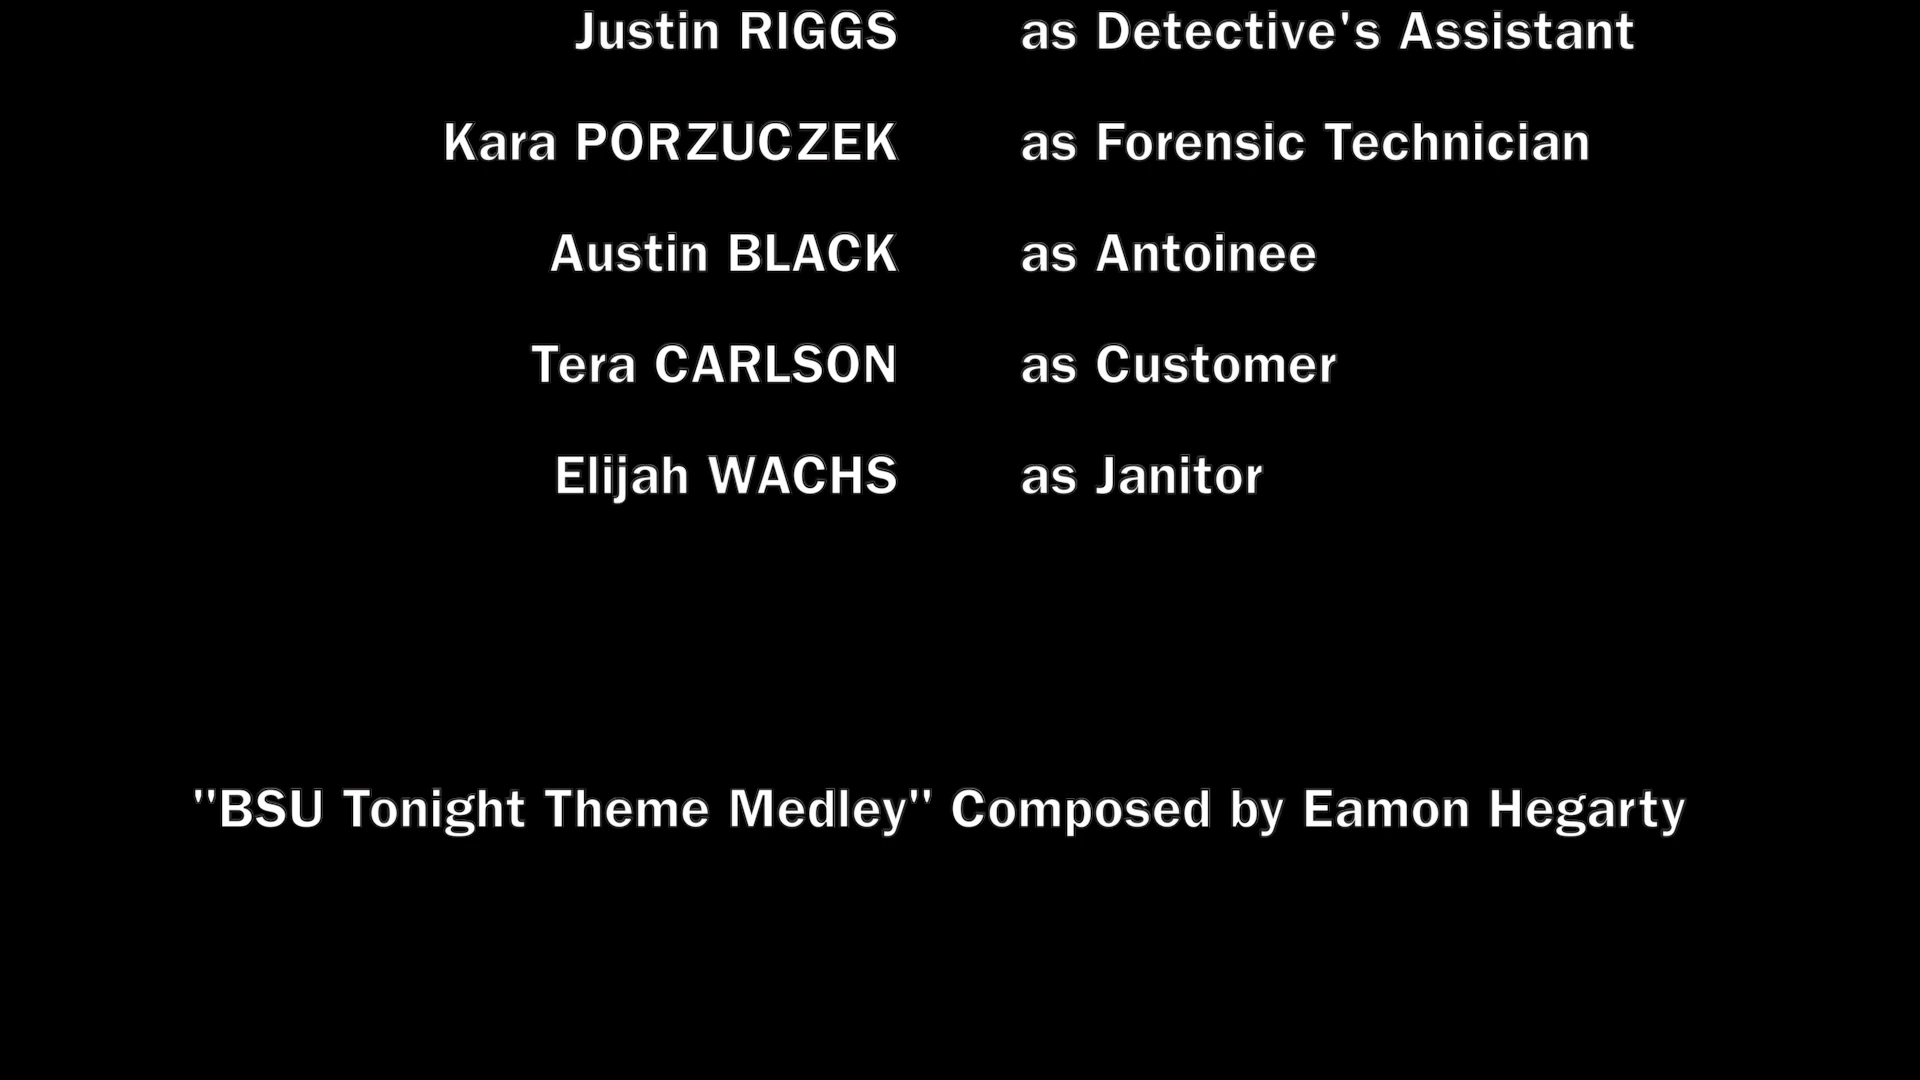 Justin RIGGS as Detective's Assistant
Kara PORZUCZEK as Forensic Technician
Austin BLACK as Antoinee
Tera CARLSON as Customer
Elijah WACHS as Janitor
"BSU Tonight Theme Medley" Composed by Eamon Hegarty